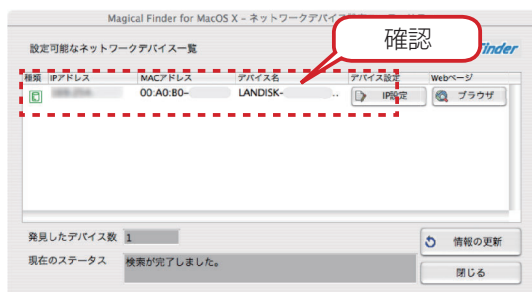 Magical Finder for MacOS X – ネットワークデバイス
設定可能なネットワークデバイス一覧
確認
inder
種類 IPアドレス MACアドレス デバイス名 デバイス設定 Webページ
00:A0:B0- LANDISK- .. IP設定 ブラウザ
発見したデバイス数 1
情報の更新
現在のステータス 検索が完了しました。
閉じる